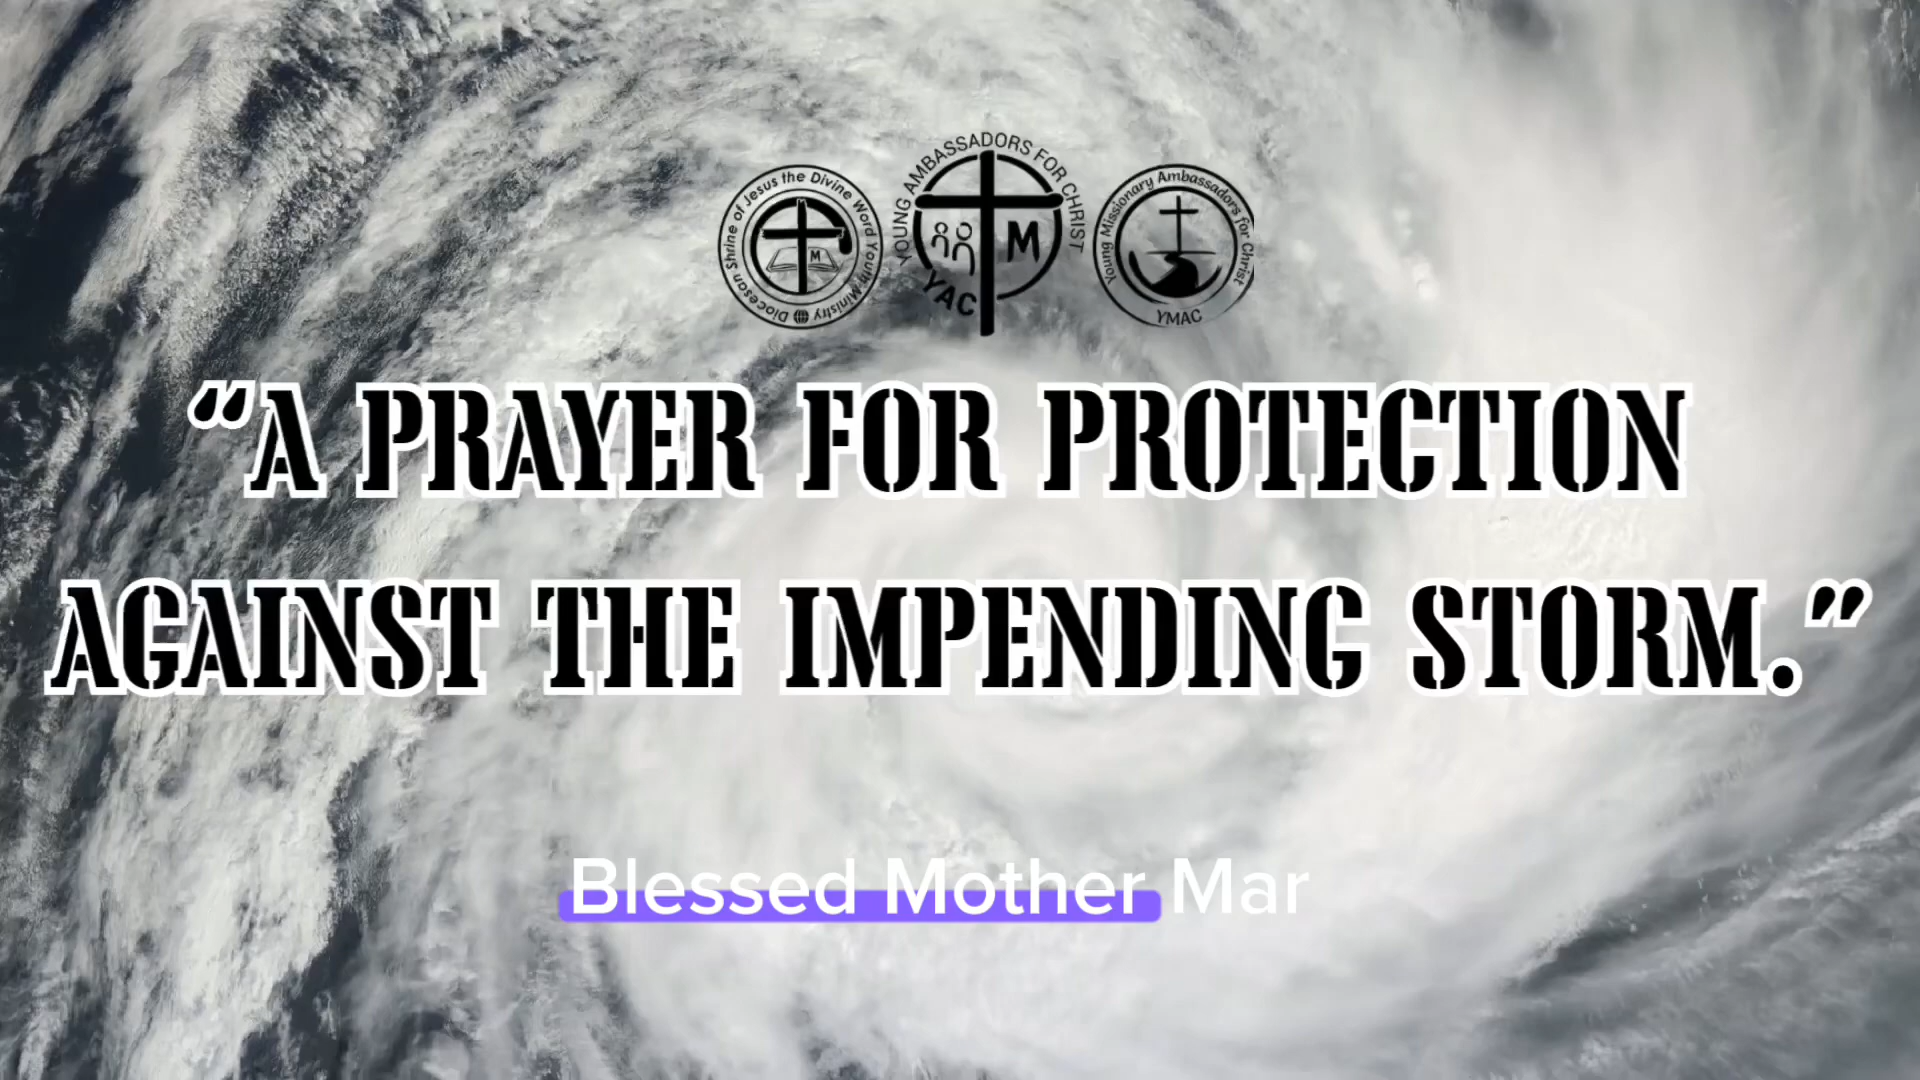 Diocesan Shrine of Jesus the Divine Word Youth Ministry
M
YOUNG AMBASSADORS FOR CHRIST
M
YAC
Young Missionary Ambassadors for Christ
YMAC
“A PRAYER FOR PROTECTION
AGAINST THE IMPENDING STORM.”
Blessed Mother Mar